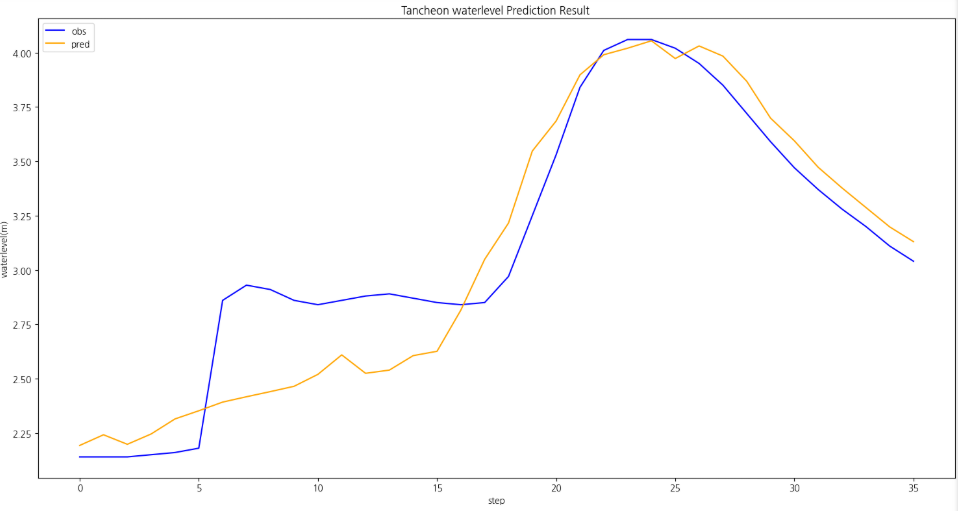 Tancheon waterlevel Prediction Result
obs
pred
4.00
3.75
3.50
3.25
3.00
2.75
2.50
2.25
waterlevel(m)
0 5 10 15 20 25 30 35
step